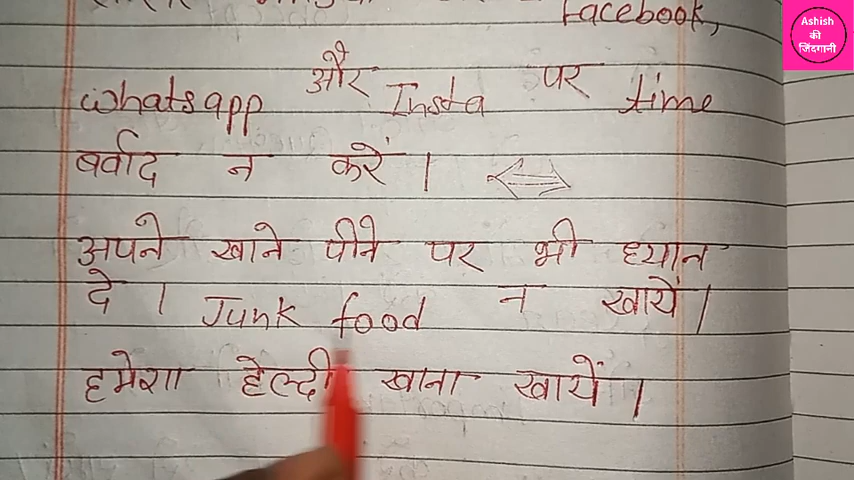 Facebook,
Ashish
की
जिंदगानी
whatsapp और Insta पर time
बर्वाद न करें।
अपने खाने पीने पर भी ध्यान
दे। Junk food न खायें।
हमेशा हेल्दी खाना खायें।